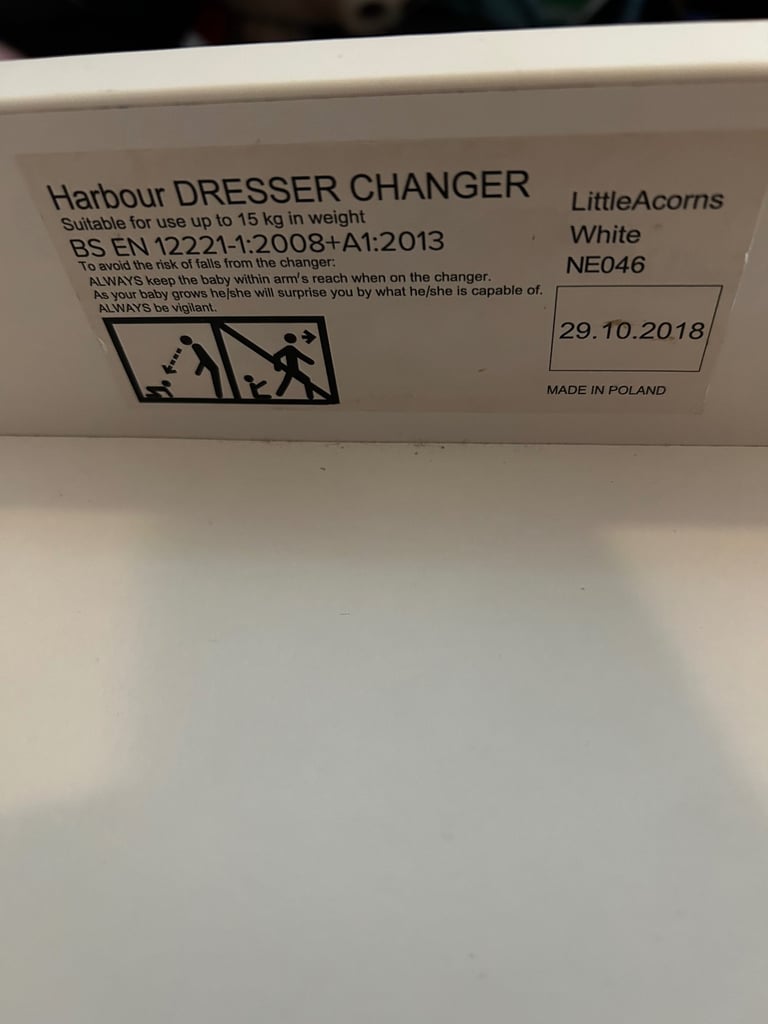 Harbour DRESSER CHANGER
Suitable for use up to 15 kg in weight
BS EN 12221-1:2008+A1:2013
To avoid the risk of falls from the changer:
ALWAYS keep the baby within arm's reach when on the changer.
As your baby grows he/she will surprise you by what he/she is capable of.
ALWAYS be vigilant.
LittleAcorns
White
NE046
29.10.2018
MADE IN POLAND